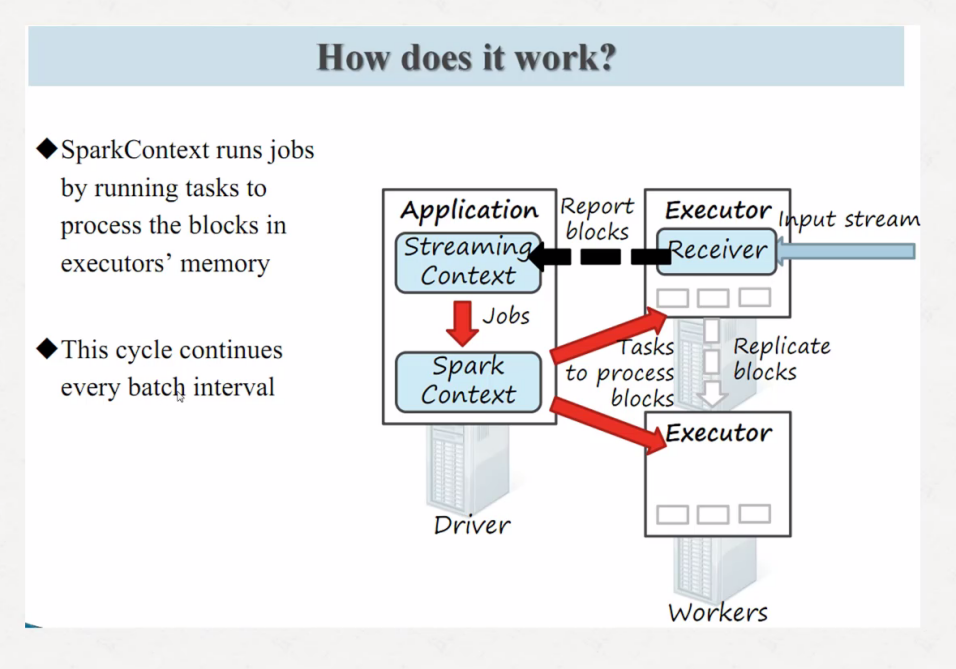 How does it work?
◆SparkContext runs jobs
by running tasks to
process the blocks in
executors’ memory
◆This cycle continues
every batch interval
Application
Streaming
Context
Jobs
Spark
Context
Driver
Report
blocks
Executor
Receiver
Input stream
Tasks
to process
blocks
Replicate
blocks
Executor
Workers